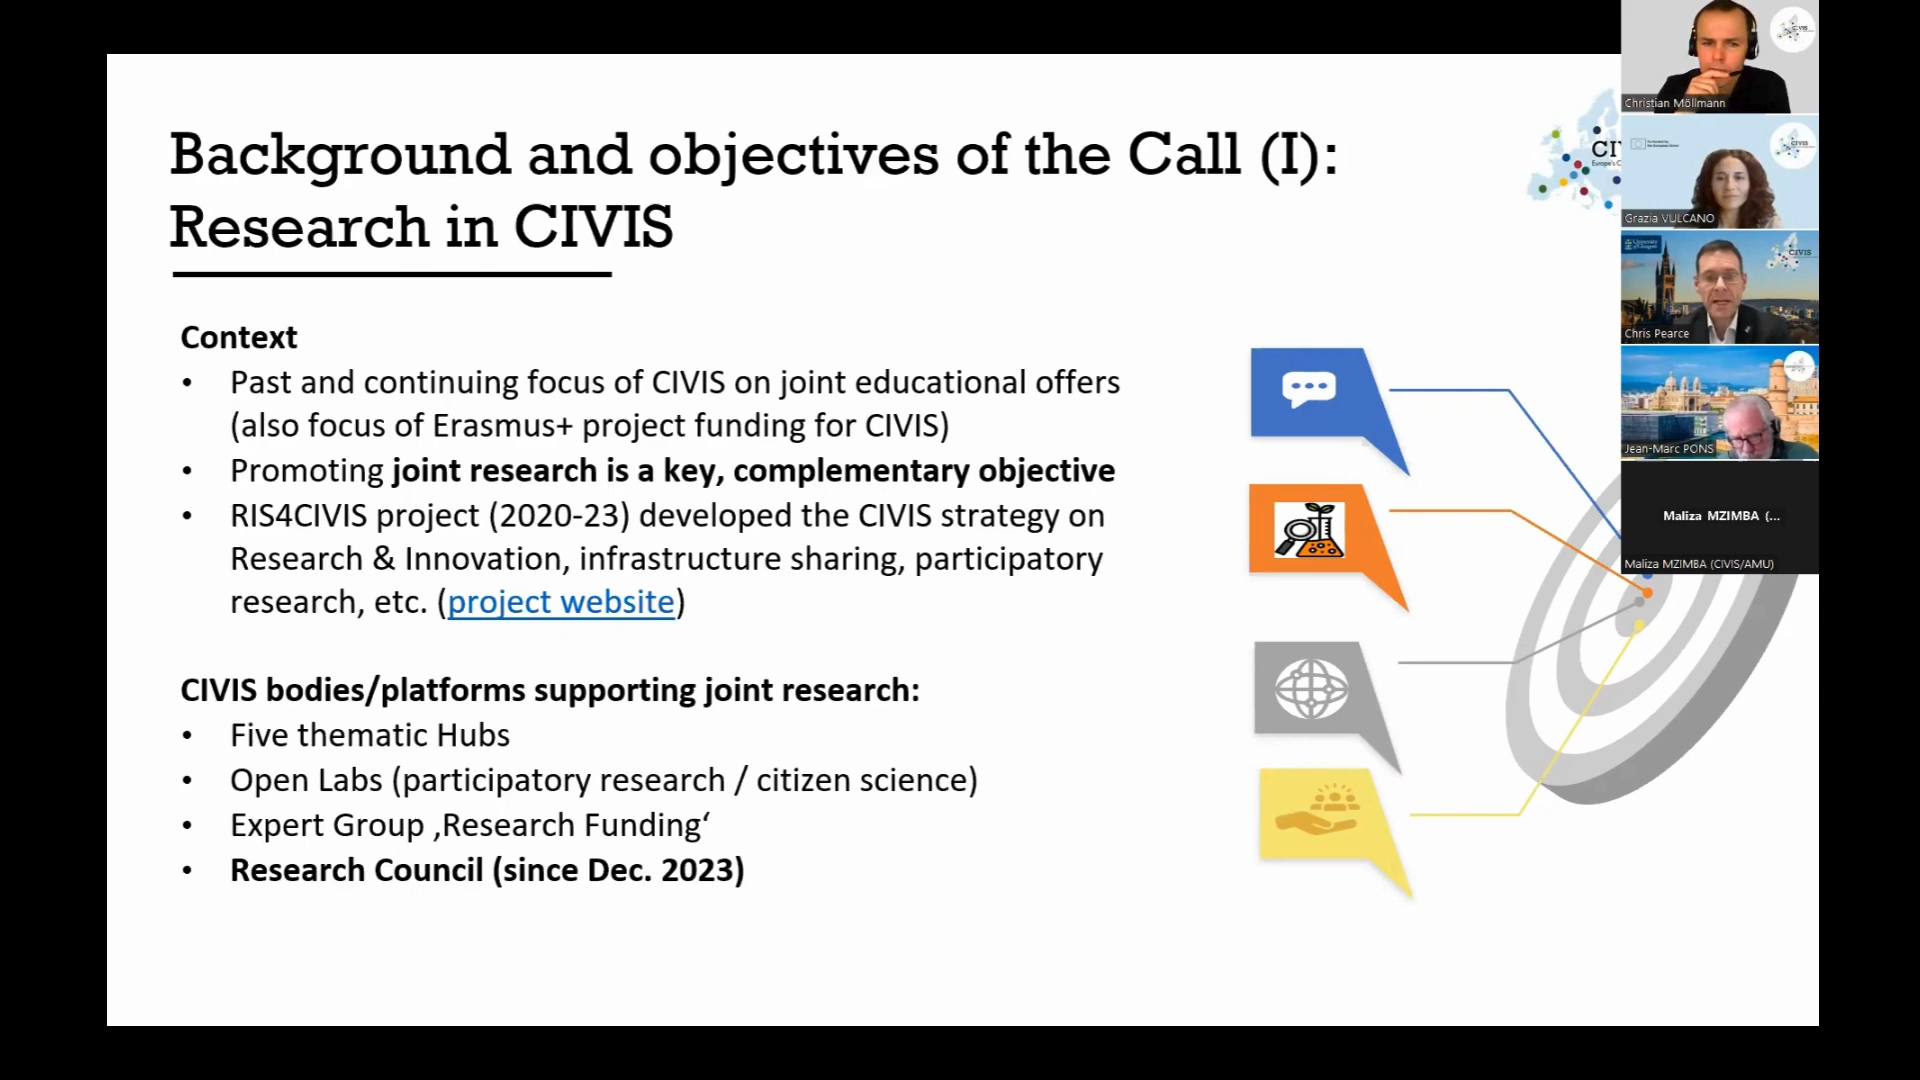 Background and objectives of the Call (I):
Research in CIVIS
Context
• Past and continuing focus of CIVIS on joint educational offers
(also focus of Erasmus+ project funding for CIVIS)
• Promoting joint research is a key, complementary objective
• RIS4CIVIS project (2020-23) developed the CIVIS strategy on
Research & Innovation, infrastructure sharing, participatory
research, etc. (project website)
CIVIS bodies/platforms supporting joint research:
• Five thematic Hubs
• Open Labs (participatory research / citizen science)
• Expert Group ‚Research Funding‘
• Research Council (since Dec. 2023)
Christian Möllmann
Grazia VULCANO
CIVIS
Chris Pearce
Jean-Marc PONS
Maliza MZIMBA (...
Maliza MZIMBA (CIVIS/AMU)